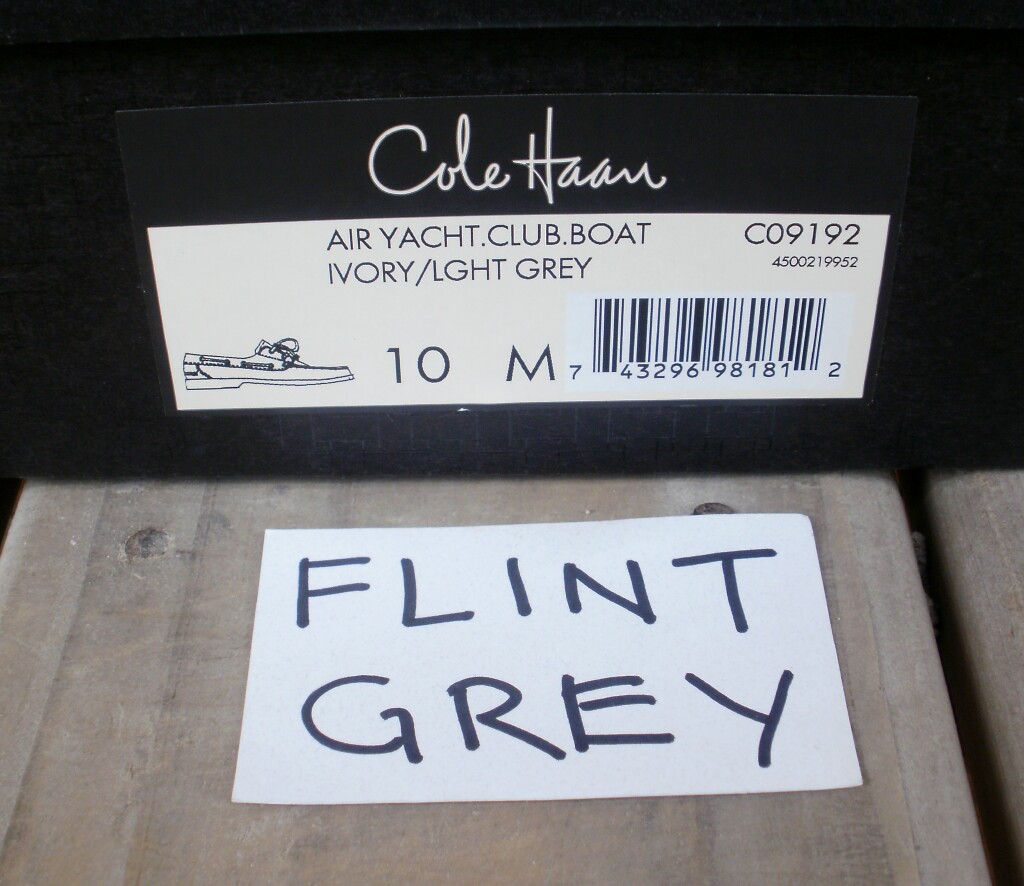 Cole Haan
AIR YACHT.CLUB.BOAT
C09192
IVORY/LGHT GREY
4500219952
10 M
7 43296 98181 2
FLINT
GREY